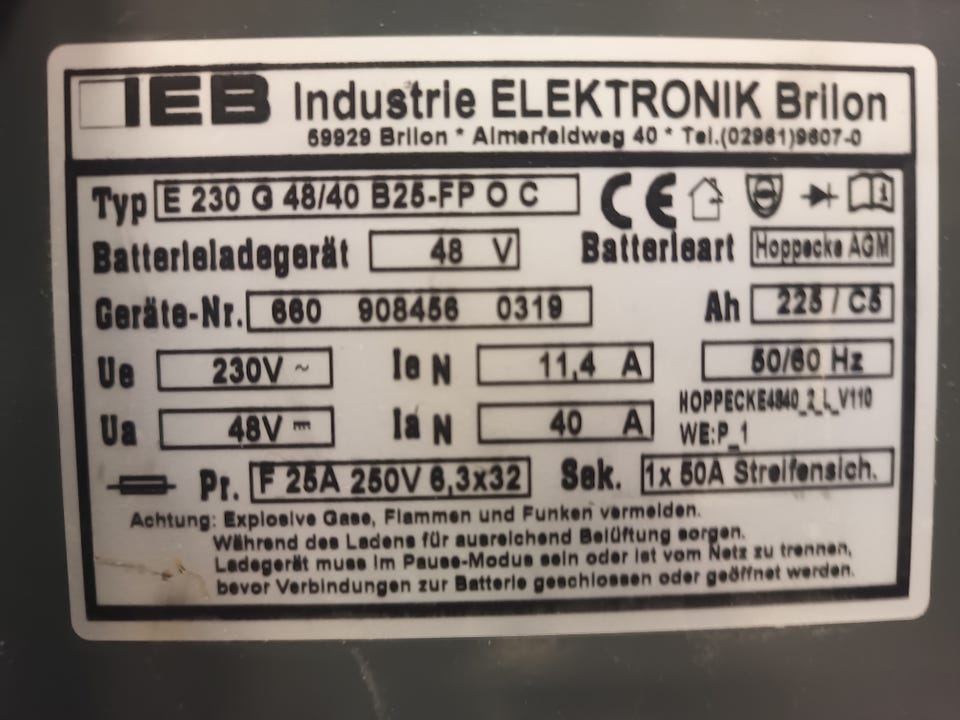 IEB Industrie ELEKTRONIK Brilon
59929 Brilon * Almerfeldweg 40 * Tel.(02961)9607-0
Typ E 230 G 48/40 B25-FP O C CE
Batterieladegerät 48 V Batterieart Hoppecke AGM
Geräte-Nr. 660 908456 0319 Ah 225 / C5
Ue 230V ~ Ie N 11,4 A 50/60 Hz
HOPPECKE4840_2_L_V110
Ua 48V ⎓ Ia N 40 A
WE:P_1
Pr. F 25A 250V 6,3x32 Sek. 1x 50A Streifensich.
Achtung: Explosive Gase, Flammen und Funken vermeiden.
Während des Ladens für ausreichend Belüftung sorgen.
Ladegerät muss im Pause-Modus sein oder ist vom Netz zu trennen,
bevor Verbindungen zur Batterie geschlossen oder geöffnet werden.